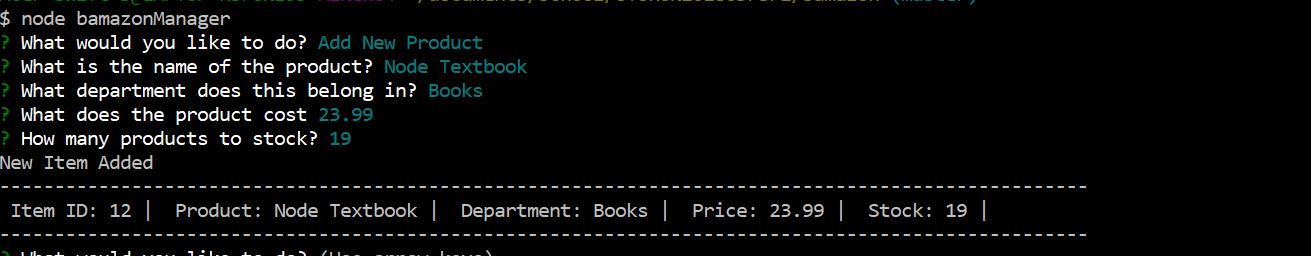 $ node bamazonManager
? What would you like to do? Add New Product
? What is the name of the product? Node Textbook
? What department does this belong in? Books
? What does the product cost 23.99
? How many products to stock? 19
New Item Added
---------------------------------------------------------------------------------------------------
Item ID: 12 | Product: Node Textbook | Department: Books | Price: 23.99 | Stock: 19 |
---------------------------------------------------------------------------------------------------
? What would you like to do? (Use arrow keys)